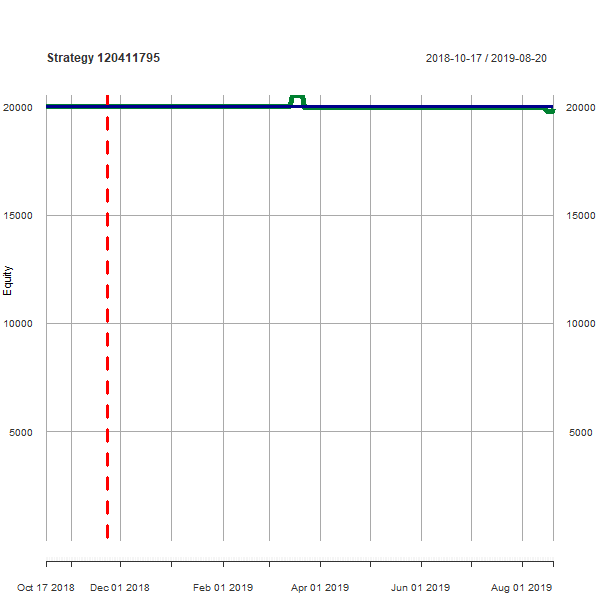 Strategy 120411795
2018-10-17 / 2019-08-20
20000
20000
15000
15000
Equity
10000
10000
5000
5000
Oct 17 2018
Dec 01 2018
Feb 01 2019
Apr 01 2019
Jun 01 2019
Aug 01 2019